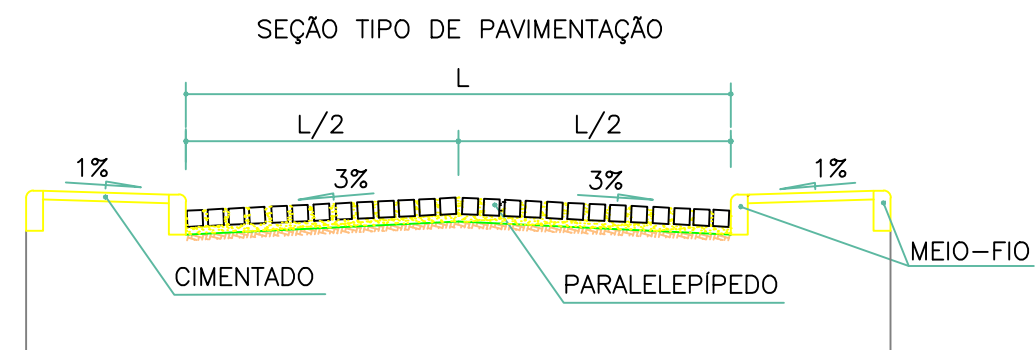 SEÇÃO TIPO DE PAVIMENTAÇÃO
L
L/2 L/2
1% 3% 3% 1%
MEIO-FIO
CIMENTADO
PARALELEPÍPEDO